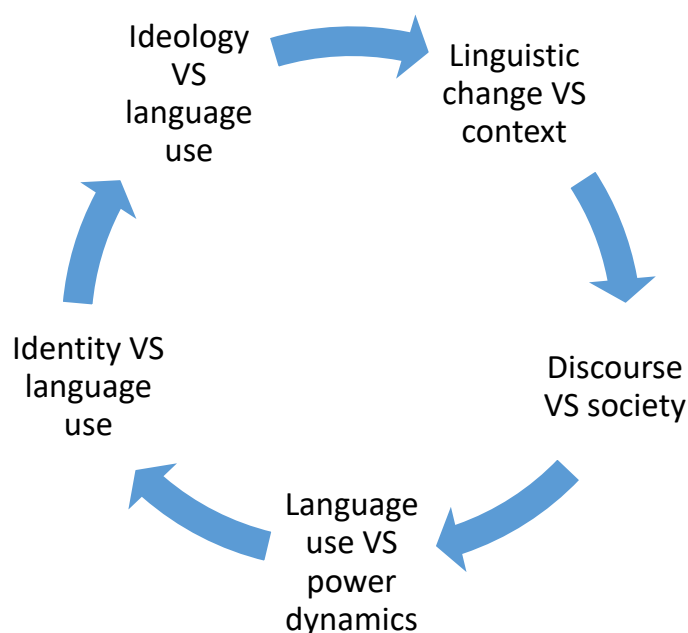 Ideology
VS
language
use
Linguistic
change VS
context
Discourse
VS society
Language
use VS
power
dynamics
Identity VS
language
use